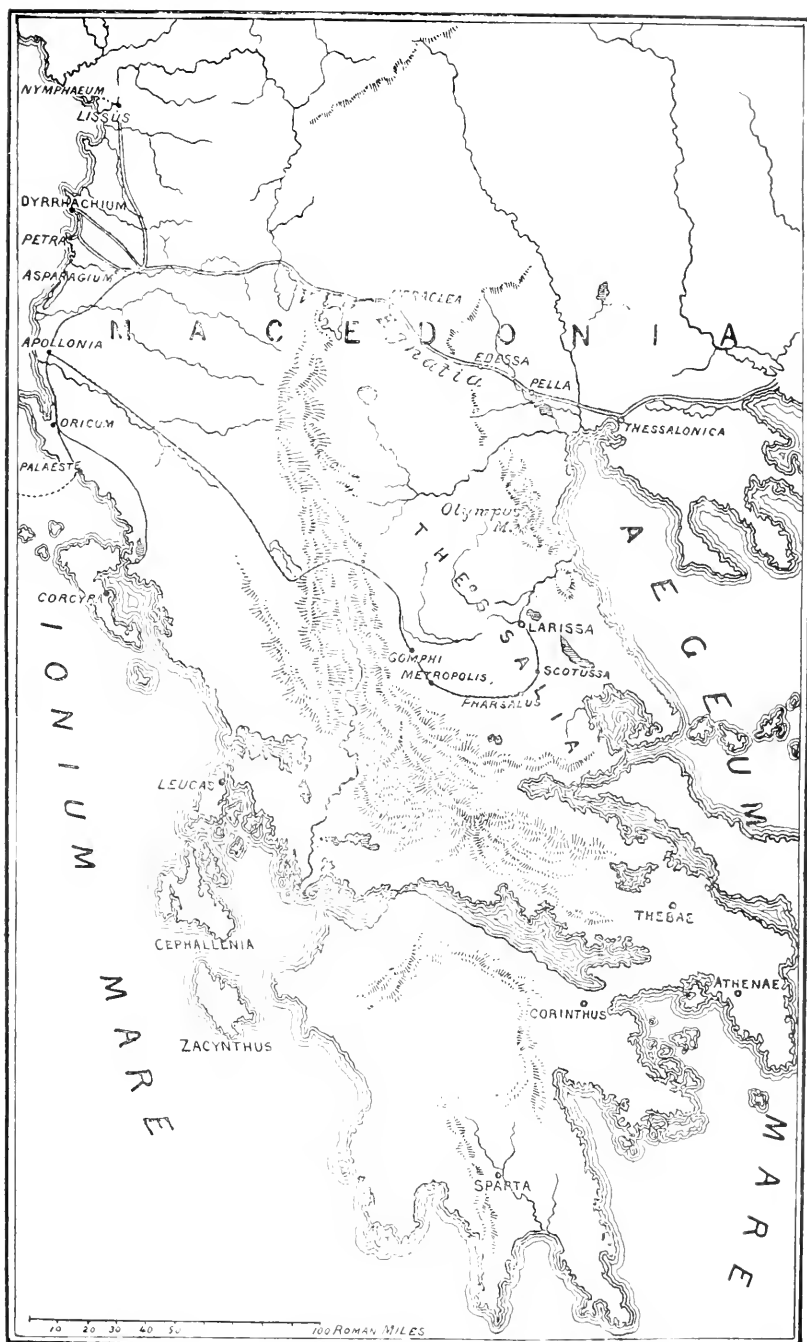 NYMPHAEUM
LISSUS
DYRRHACHIUM
PETRA
ASPARAGIUM
HERACLEA
MACEDONIA
Egnatia
APOLLONIA
EDESSA
PELLA
ORICUM
THESSALONICA
PALAESTE
Olympus
M.
THESSALIA
AEGEUM
MARE
CORCYRA
LARISSA
GOMPHI
METROPOLIS
SCOTUSSA
PHARSALUS
IONIUM
MARE
LEUCAS
THEBAE
CEPHALLENIA
ATHENAE
CORINTHUS
ZACYNTHUS
SPARTA
10 20 30 40 50 100 ROMAN MILES